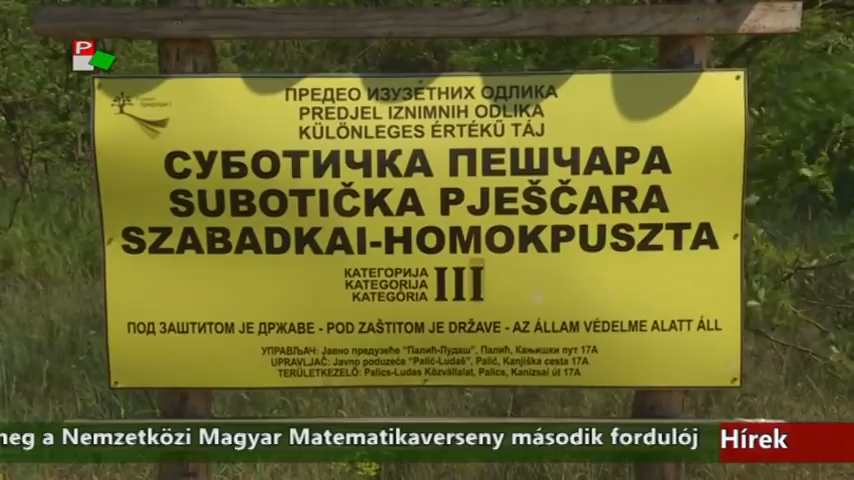 P
ПРЕДЕО ИЗУЗЕТНИХ ОДЛИКА
PREDJEL IZNIMNIH ODLIKA
KÜLÖNLEGES ÉRTÉKŰ TÁJ
СУБОТИЧКА ПЕШЧАРА
SUBOTIČKA PJEŠČARA
SZABADKAI-HOMOKPUSZTA
КАТЕГОРИЈА
KATEGORIJA
KATEGÓRIA
III
ПОД ЗАШТИТОМ ЈЕ ДРЖАВЕ - POD ZAŠTITOM JE DRŽAVE - AZ ÁLLAM VÉDELME ALATT ÁLL
УПРАВЉАЧ: Јавно предузеће "Палић-Лудаш", Палић, Кањишки пут 17A
UPRAVLJAČ: Javno poduzeće "Palić-Ludaš", Palić, Kanjiška cesta 17A
TERÜLETKEZELŐ: Palics-Ludas Közvállalat, Palics, Kanizsai út 17A
meg a Nemzetközi Magyar Matematikaverseny második fordulój
Hírek